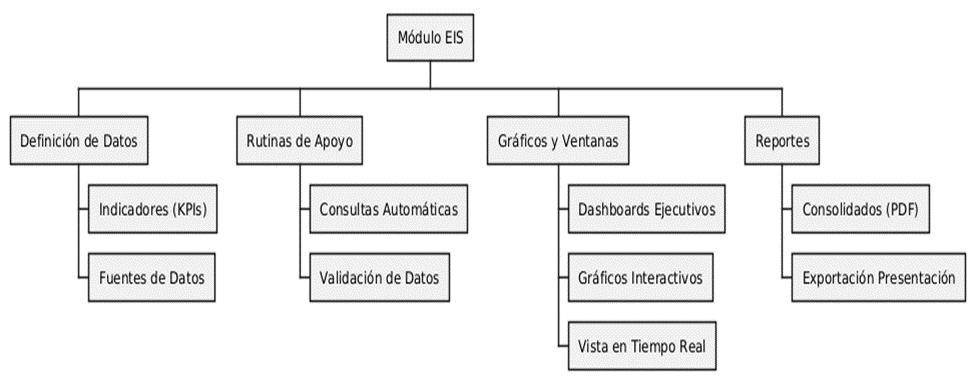 Módulo EIS
Definición de Datos
Indicadores (KPIs)
Fuentes de Datos
Rutinas de Apoyo
Consultas Automáticas
Validación de Datos
Gráficos y Ventanas
Dashboards Ejecutivos
Gráficos Interactivos
Vista en Tiempo Real
Reportes
Consolidados (PDF)
Exportación Presentación